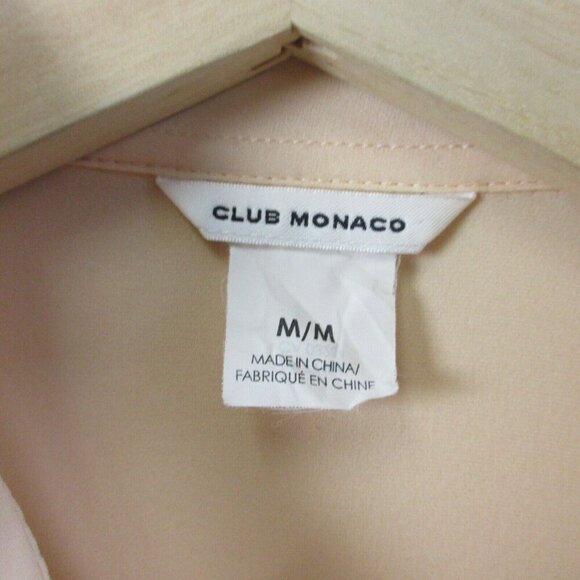 CLUB MONACO
M/M
MADE IN CHINA/
FABRIQUÉ EN CHINE